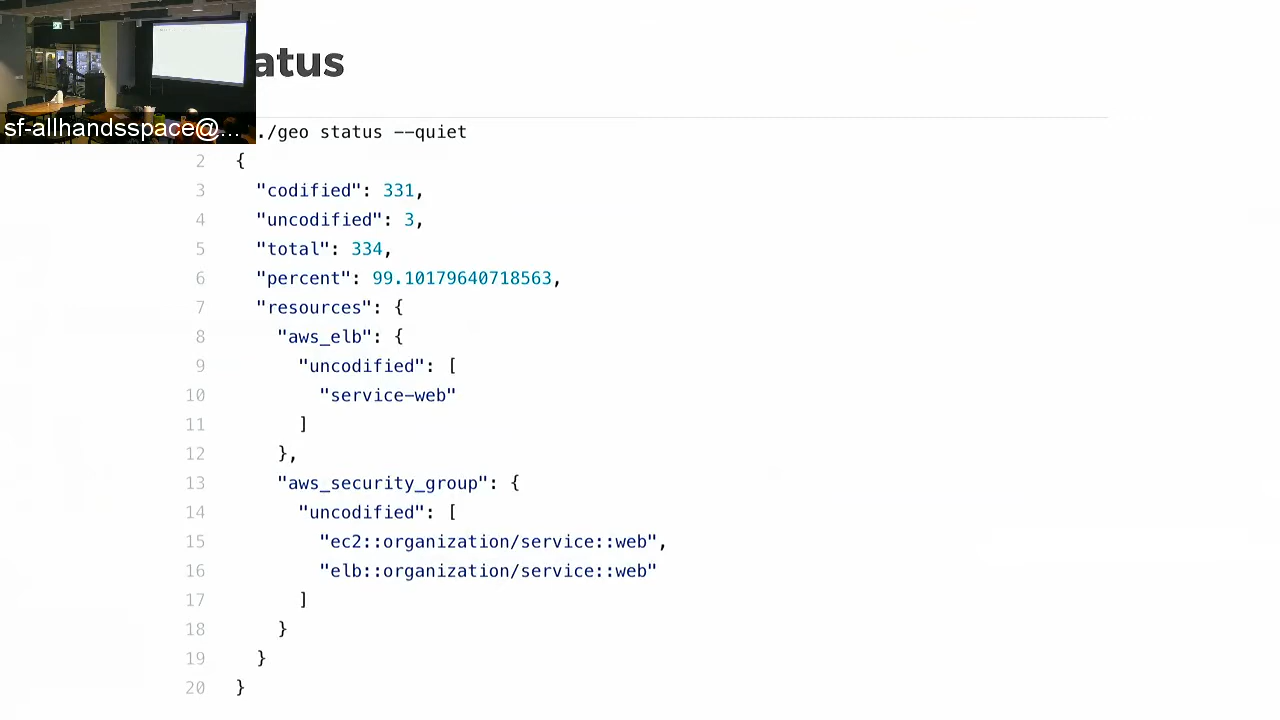 atus
sf-allhandsspace@...
./geo status --quiet
2 {
3 "codified": 331,
4 "uncodified": 3,
5 "total": 334,
6 "percent": 99.10179640718563,
7 "resources": {
8 "aws_elb": {
9 "uncodified": [
10 "service-web"
11 ]
12 },
13 "aws_security_group": {
14 "uncodified": [
15 "ec2::organization/service::web",
16 "elb::organization/service::web"
17 ]
18 }
19 }
20 }